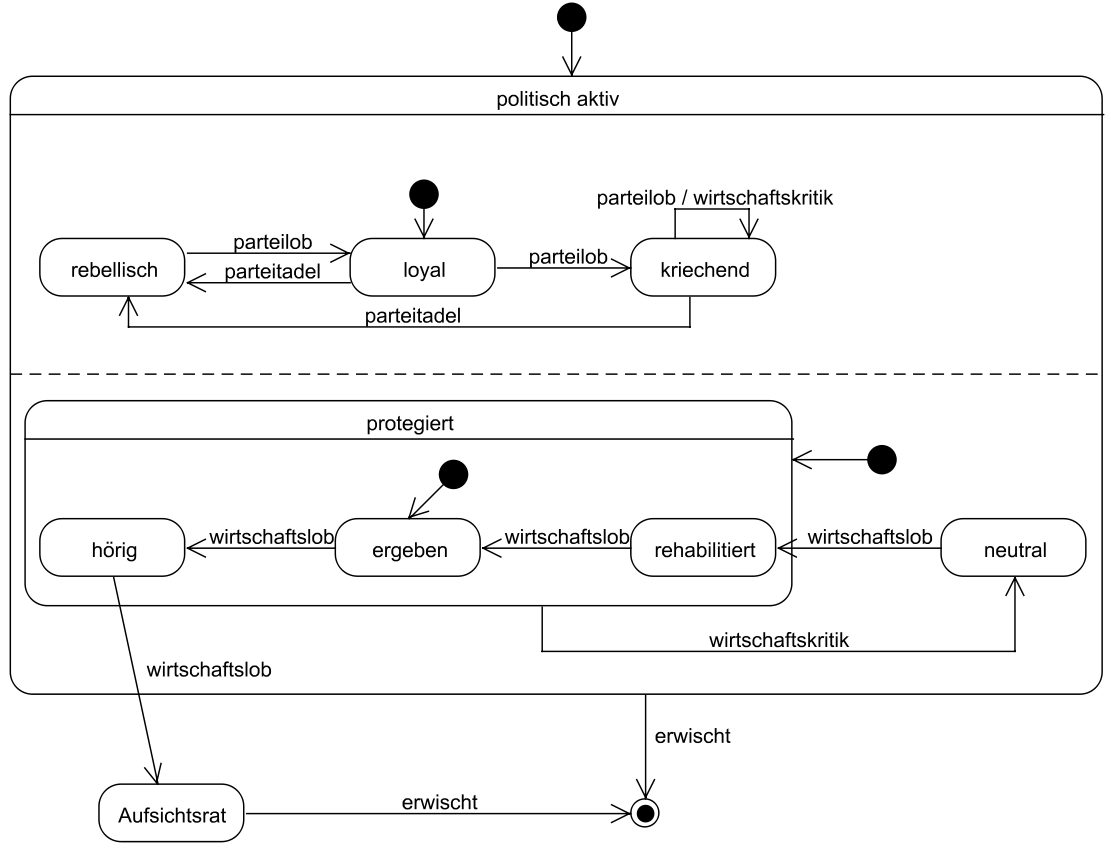 politisch aktiv
parteilob / wirtschaftskritik
parteilob
parteilob
rebellisch
parteitadel
loyal
kriechend
parteitadel
protegiert
wirtschaftslob
wirtschaftslob
wirtschaftslob
hörig
ergeben
rehabilitiert
neutral
wirtschaftskritik
wirtschaftslob
erwischt
erwischt
Aufsichtsrat